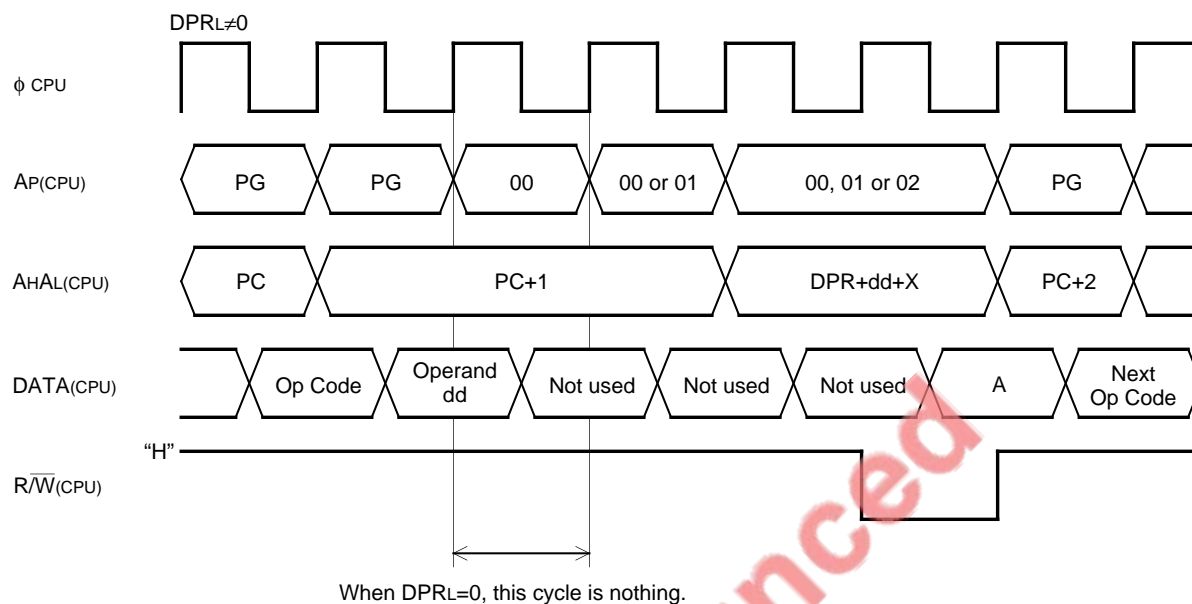 DPRL≠0
φ CPU
AP(CPU)
PG
PG
00
00 or 01
00, 01 or 02
PG
AHAL(CPU)
PC
PC+1
DPR+dd+X
PC+2
DATA(CPU)
Op Code
Operand
dd
Not used
Not used
Not used
A
Next
Op Code
“H”
R/W̅(CPU)
When DPRL=0, this cycle is nothing.
nced